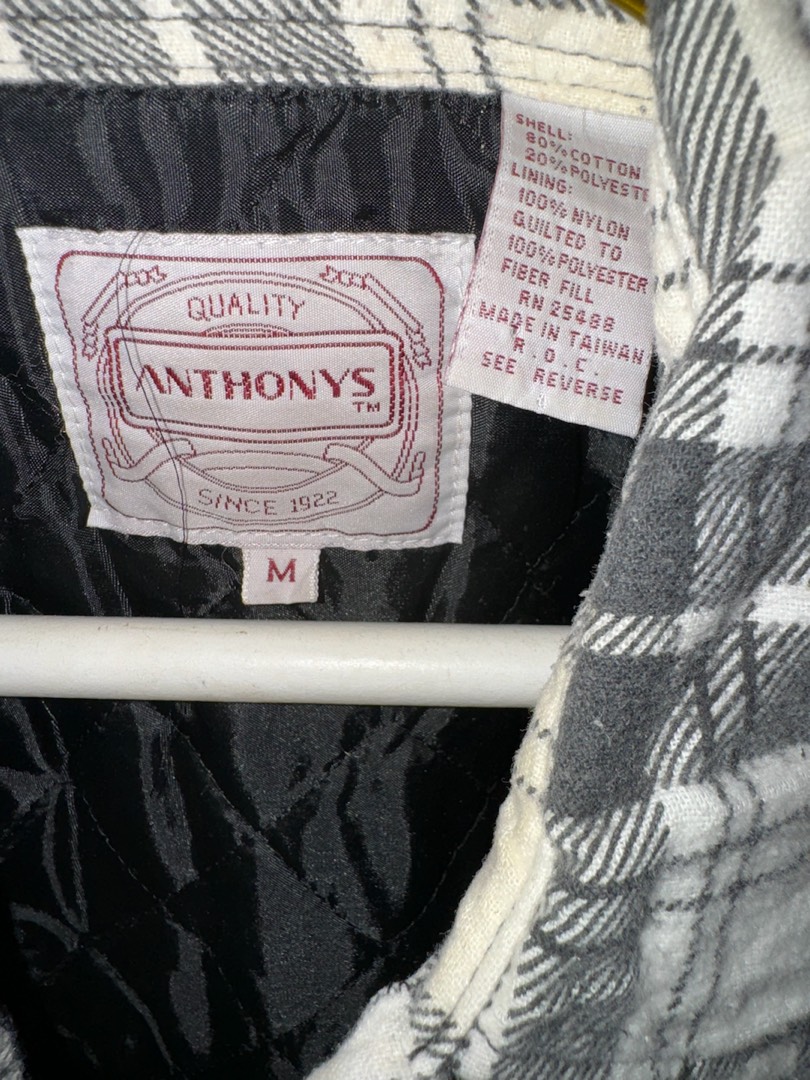 QUALITY
ANTHONYS
TM
SINCE 1922
M
SHELL:
80% COTTON
20% POLYESTE
LINING:
100% NYLON
QUILTED TO
100% POLYESTER
FIBER FILL
RN 25488
MADE IN TAIWAN
R.O.C.
SEE REVERSE